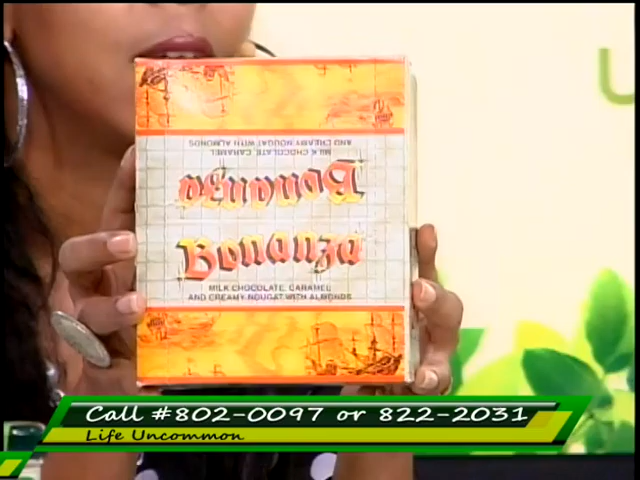 U
AND CREAMY NOUGAT WITH ALMONDS
MILK CHOCOLATE, CARAMEL
Bonanza
Bonanza
MILK CHOCOLATE, CARAMEL
AND CREAMY NOUGAT WITH ALMONDS
Call #802-0097 or 822-2031
Life Uncommon